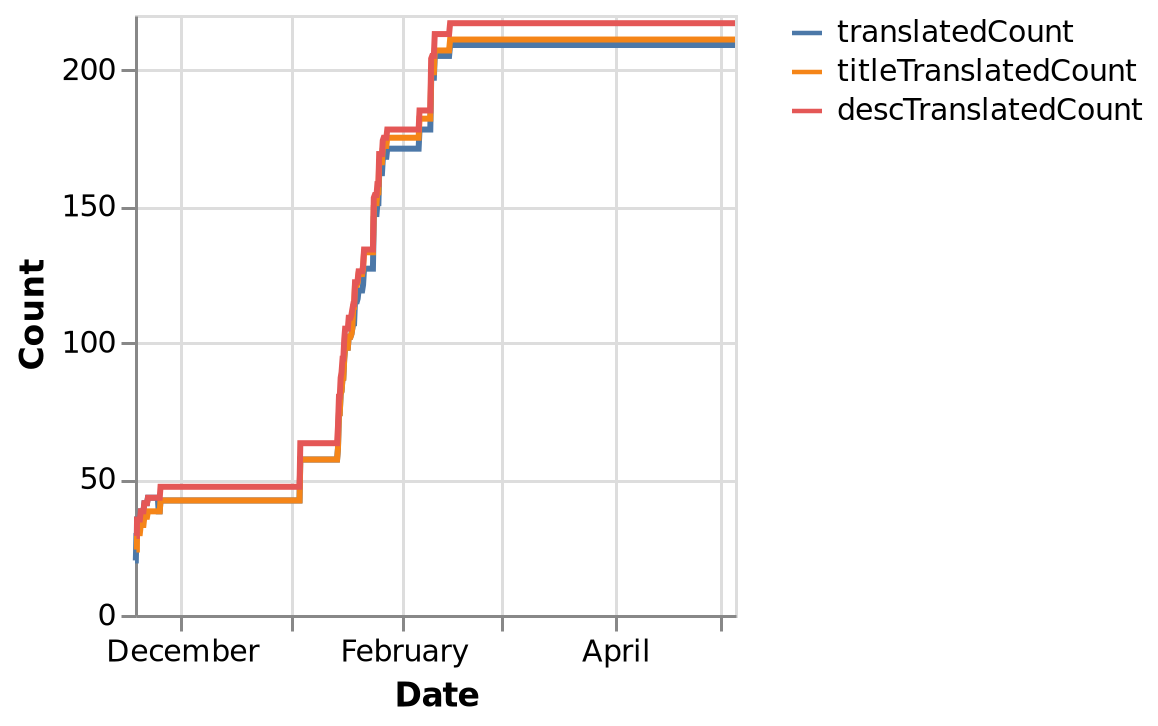 translatedCount
titleTranslatedCount
descTranslatedCount
200
150
100
50
0
Count
December
February
April
Date